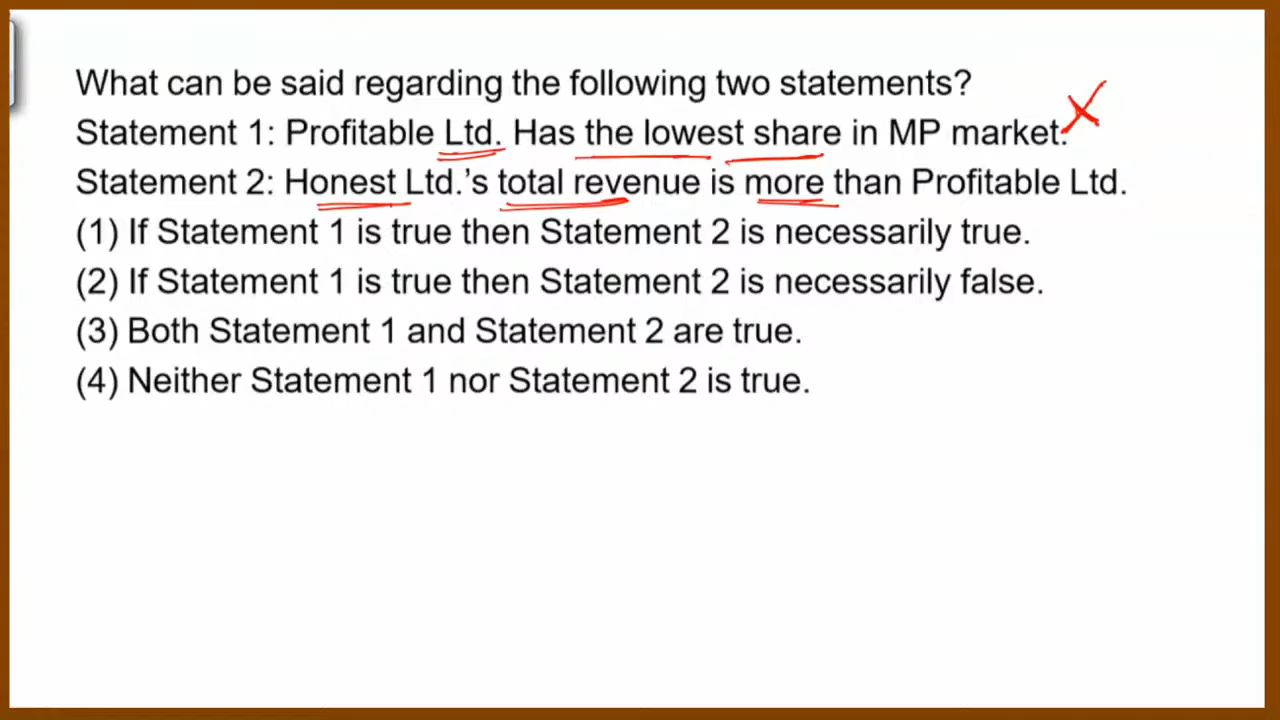 What can be said regarding the following two statements?
Statement 1: Profitable Ltd. Has the lowest share in MP market.
Statement 2: Honest Ltd.’s total revenue is more than Profitable Ltd.
(1) If Statement 1 is true then Statement 2 is necessarily true.
(2) If Statement 1 is true then Statement 2 is necessarily false.
(3) Both Statement 1 and Statement 2 are true.
(4) Neither Statement 1 nor Statement 2 is true.